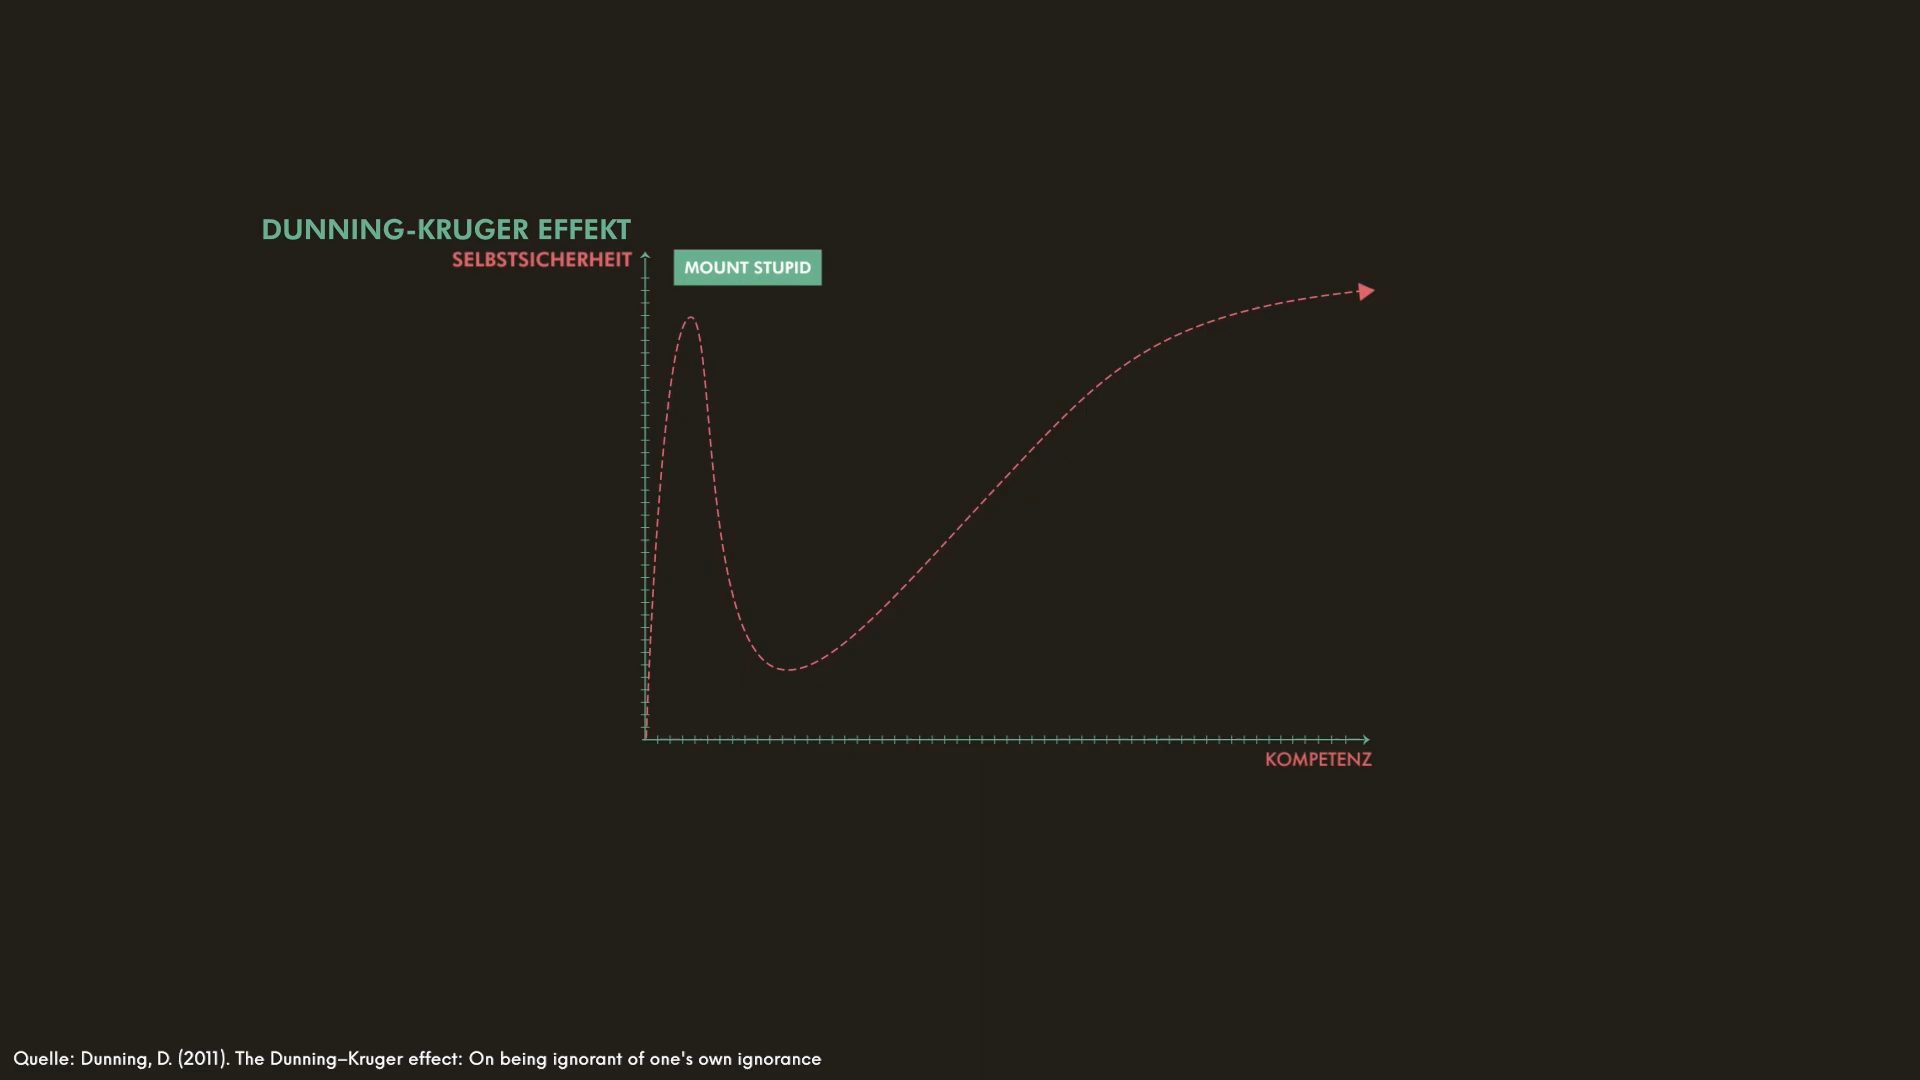 DUNNING-KRUGER EFFEKT
SELBSTSICHERHEIT
MOUNT STUPID
KOMPETENZ
Quelle: Dunning, D. (2011). The Dunning–Kruger effect: On being ignorant of one's own ignorance